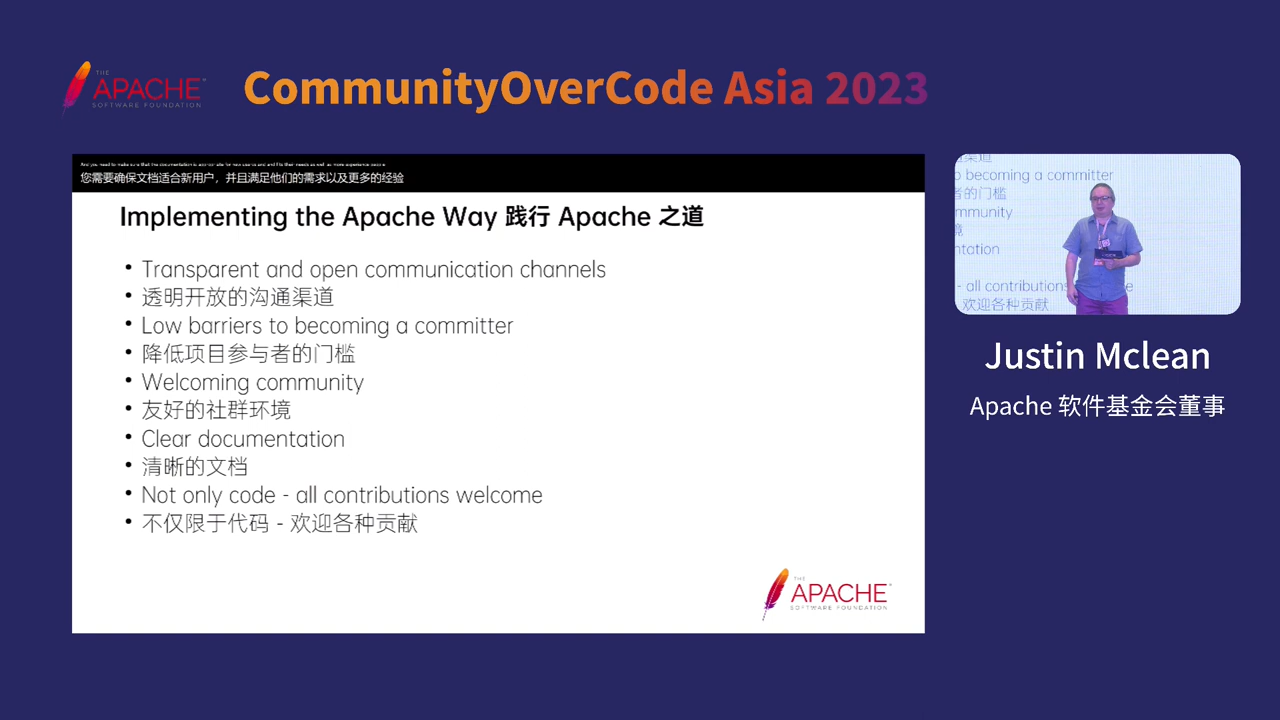 THE
APACHE
SOFTWARE FOUNDATION
CommunityOverCode Asia 2023
您需要确保文档适合新用户，并且满足他们的需求以及更多的经验
Implementing the Apache Way 践行 Apache 之道
• Transparent and open communication channels
• 透明开放的沟通渠道
• Low barriers to becoming a committer
• 降低项目参与者的门槛
• Welcoming community
• 友好的社群环境
• Clear documentation
• 清晰的文档
• Not only code - all contributions welcome
• 不仅限于代码 - 欢迎各种贡献
THE
APACHE
SOFTWARE FOUNDATION
becoming a committer
者的门槛
mmunity
ntation
- all contributions
欢迎各种贡献
Justin Mclean
Apache 软件基金会董事